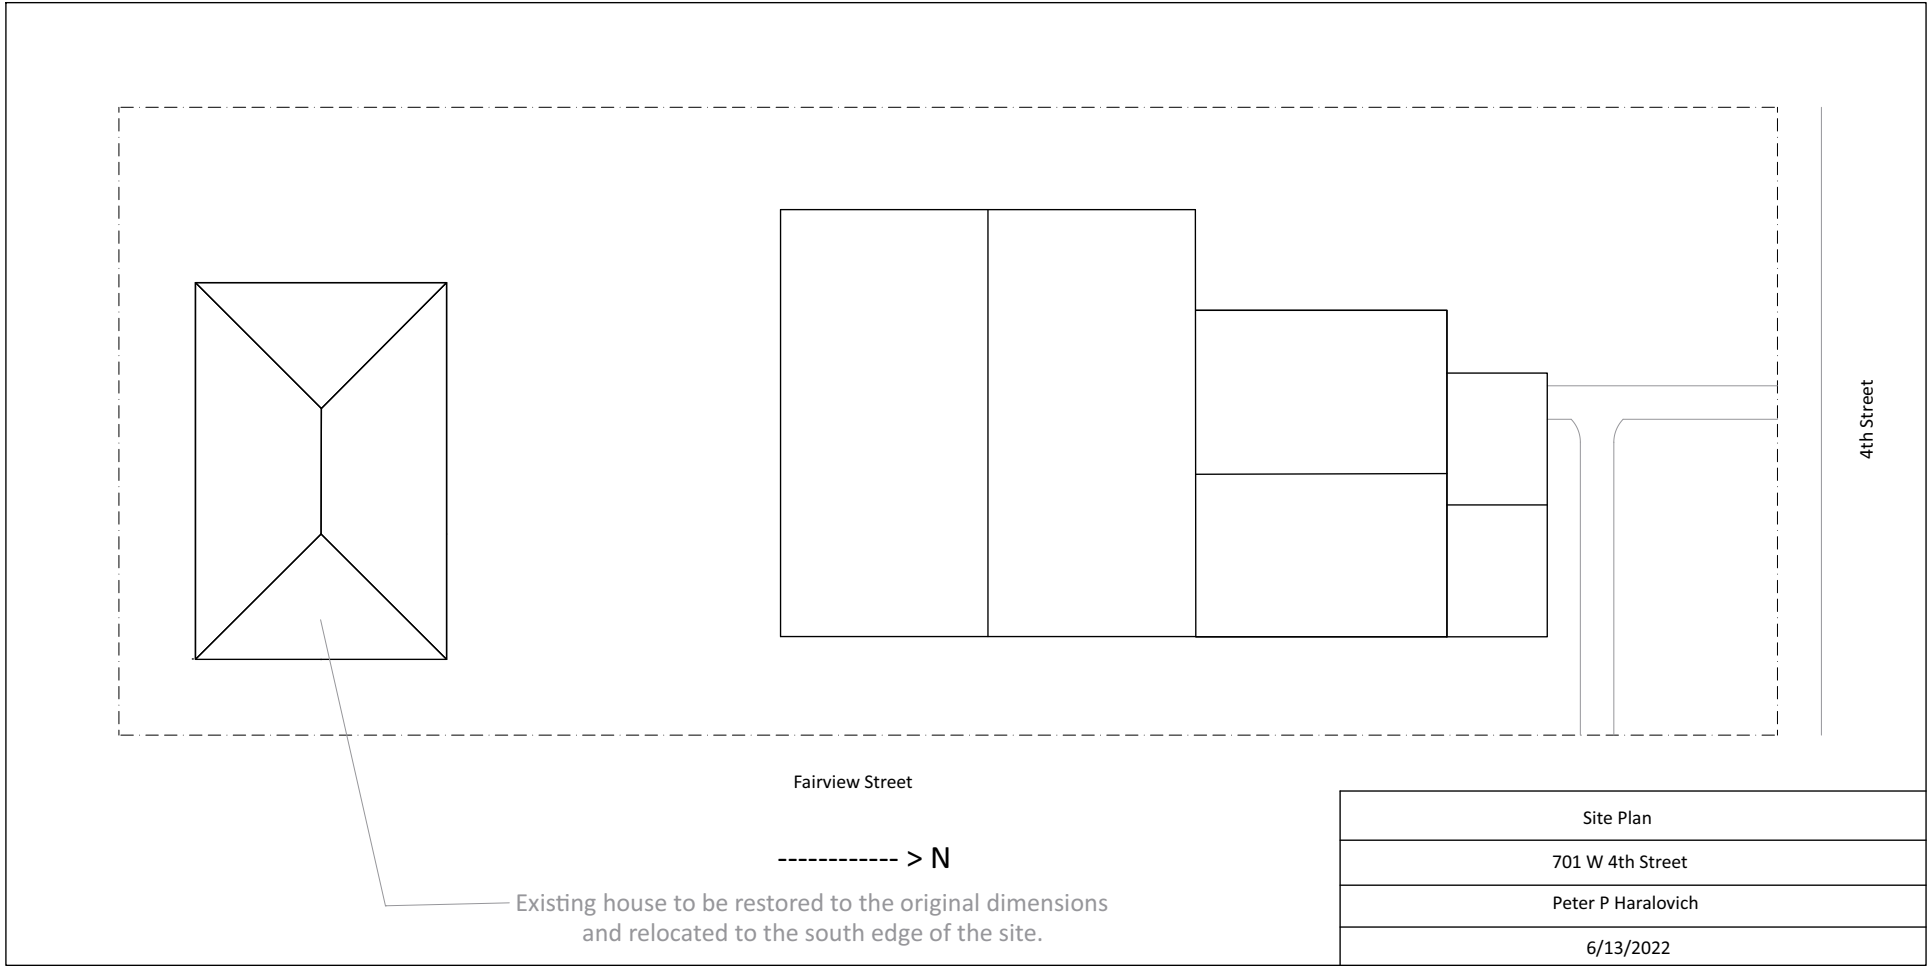 4th Street
Fairview Street
------------ > N
Existing house to be restored to the original dimensions
and relocated to the south edge of the site.
Site Plan
701 W 4th Street
Peter P Haralovich
6/13/2022